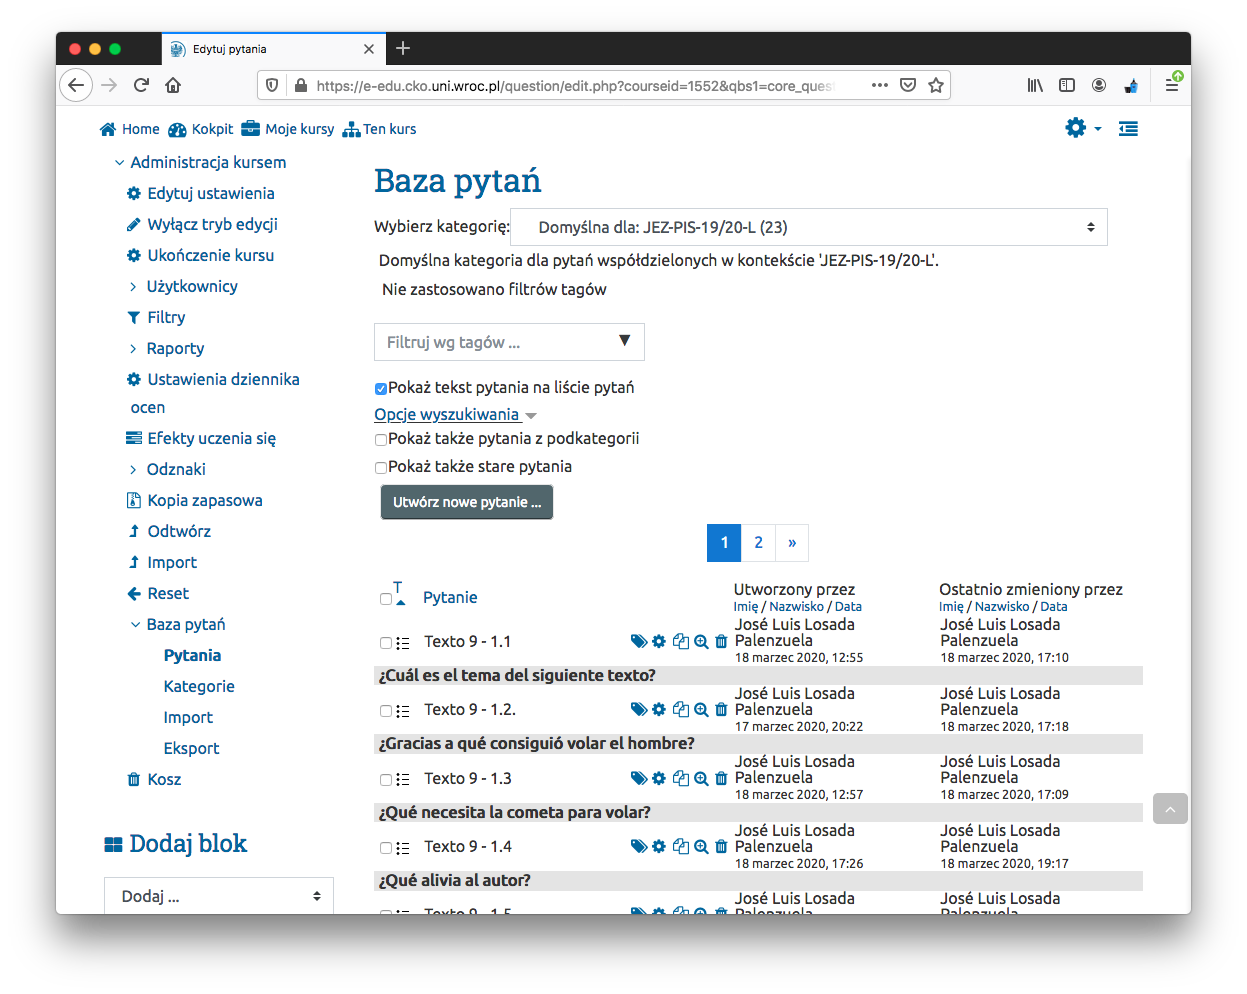 Edytuj pytania
https://e-edu.cko.uni.wroc.pl/question/edit.php?courseid=1552&qbs1=core_ques
Home Kokpit Moje kursy Ten kurs
Administracja kursem
Edytuj ustawienia
Wyłącz tryb edycji
Ukończenie kursu
Użytkownicy
Filtry
Raporty
Ustawienia dziennika
ocen
Efekty uczenia się
Odznaki
Kopia zapasowa
Odtwórz
Import
Reset
Baza pytań
Pytania
Kategorie
Import
Eksport
Kosz
Dodaj blok
Dodaj ...
Baza pytań
Wybierz kategorię: Domyślna dla: JEZ-PIS-19/20-L (23)
Domyślna kategoria dla pytań współdzielonych w kontekście 'JEZ-PIS-19/20-L'.
Nie zastosowano filtrów tagów
Filtruj wg tagów ... ▼
Pokaż tekst pytania na liście pytań
Opcje wyszukiwania
Pokaż także pytania z podkategorii
Pokaż także stare pytania
Utwórz nowe pytanie ...
1 2 »
T Pytanie Utworzony przez Ostatnio zmieniony przez
Imię / Nazwisko / Data Imię / Nazwisko / Data
Texto 9 - 1.1 José Luis Losada José Luis Losada
Palenzuela Palenzuela
18 marzec 2020, 12:55 18 marzec 2020, 17:10
¿Cuál es el tema del siguiente texto?
Texto 9 - 1.2. José Luis Losada José Luis Losada
Palenzuela Palenzuela
17 marzec 2020, 20:22 18 marzec 2020, 17:18
¿Gracias a qué consiguió volar el hombre?
Texto 9 - 1.3 José Luis Losada José Luis Losada
Palenzuela Palenzuela
18 marzec 2020, 12:57 18 marzec 2020, 17:09
¿Qué necesita la cometa para volar?
Texto 9 - 1.4 José Luis Losada José Luis Losada
Palenzuela Palenzuela
18 marzec 2020, 17:26 18 marzec 2020, 19:17
¿Qué alivia al autor?
Texto 9 - 1.5 José Luis Losada José Luis Losada
Palenzuela Palenzuela